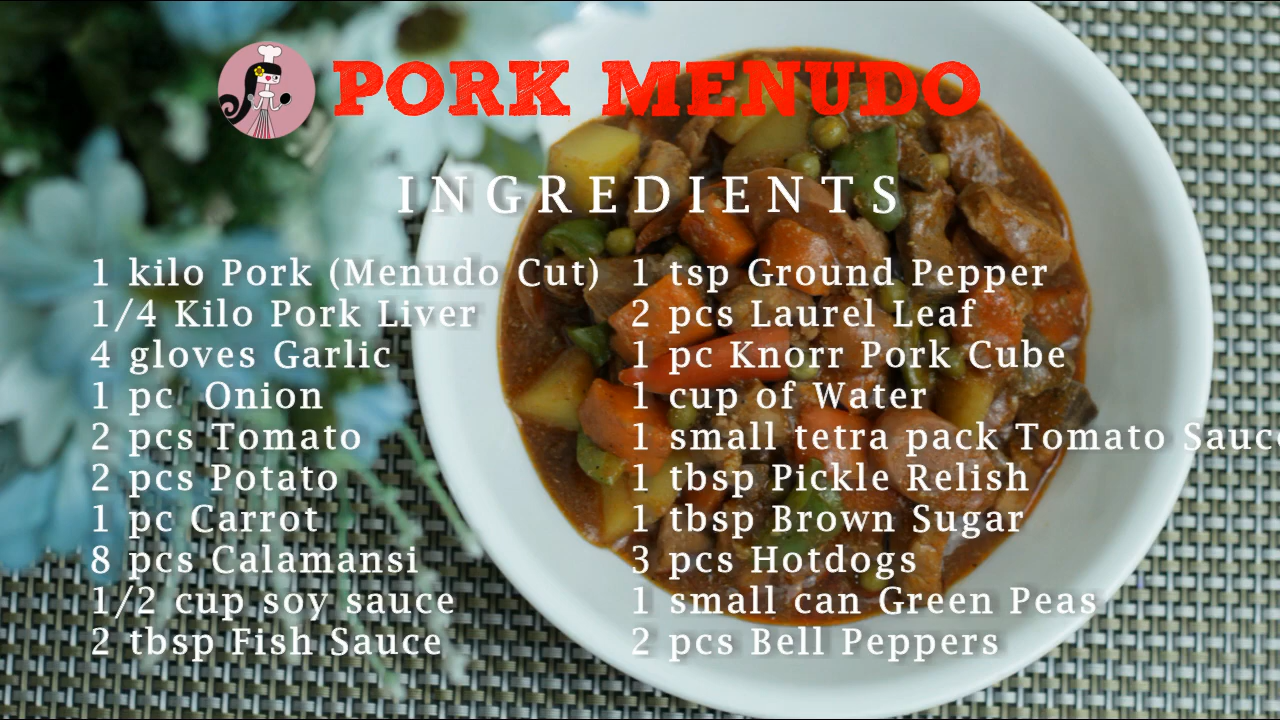 PORK MENUDO
INGREDIENTS
1 kilo Pork (Menudo Cut)
1/4 Kilo Pork Liver
4 gloves Garlic
1 pc  Onion
2 pcs Tomato
2 pcs Potato
1 pc Carrot
8 pcs Calamansi
1/2 cup soy sauce
2 tbsp Fish Sauce
1 tsp Ground Pepper
2 pcs Laurel Leaf
1 pc Knorr Pork Cube
1 cup of Water
1 small tetra pack Tomato Sauc
1 tbsp Pickle Relish
1 tbsp Brown Sugar
3 pcs Hotdogs
1 small can Green Peas
2 pcs Bell Peppers